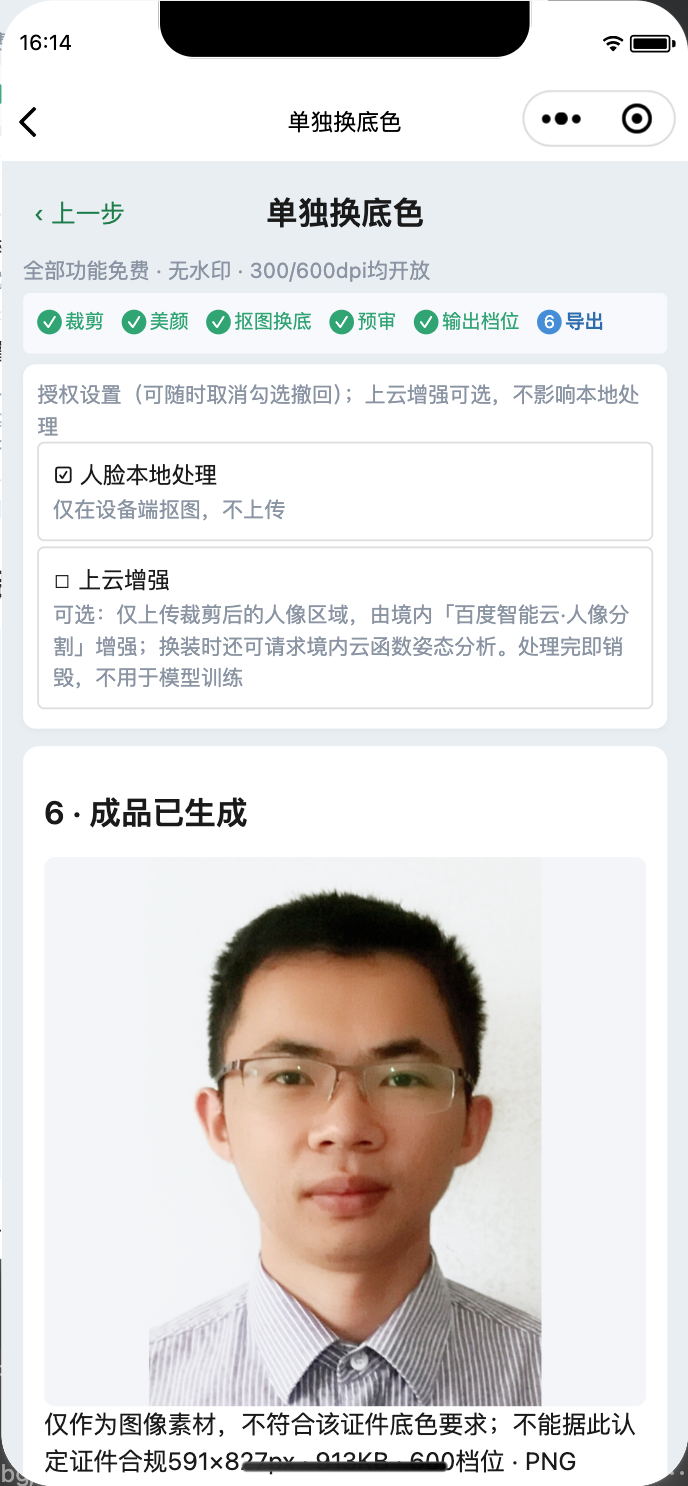 16:14
单独换底色
‹ 上一步
单独换底色
全部功能免费 · 无水印 · 300/600dpi均开放
裁剪 美颜 抠图换底 预审 输出档位 6 导出
授权设置（可随时取消勾选撤回）；上云增强可选，不影响本地处
理
人脸本地处理
仅在设备端抠图，不上传
上云增强
可选：仅上传裁剪后的人像区域，由境内「百度智能云·人像分
割」增强；换装时还可请求境内云函数姿态分析。处理完即销
毁，不用于模型训练
6 · 成品已生成
仅作为图像素材，不符合该证件底色要求；不能据此认
定证件合规591×827px · 913KB · 600档位 · PNG